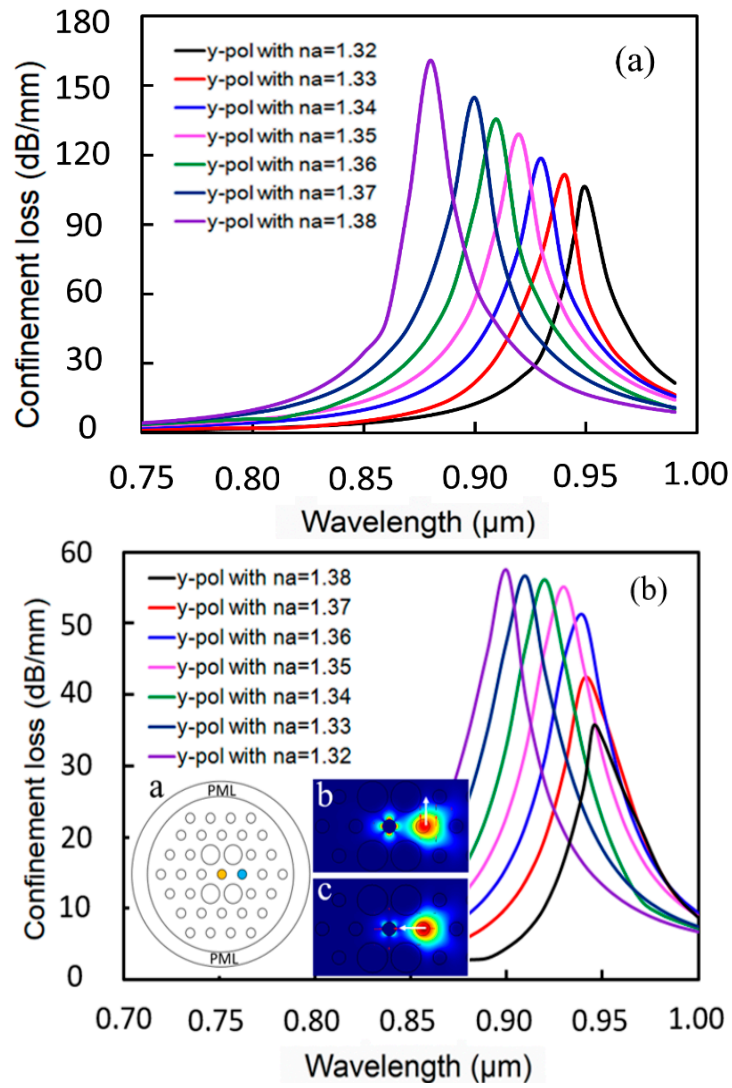 180
150
120
90
60
30
0
Confinement loss (dB/mm)
y-pol with na=1.32
y-pol with na=1.33
y-pol with na=1.34
y-pol with na=1.35
y-pol with na=1.36
y-pol with na=1.37
y-pol with na=1.38
(a)
0.75 0.80 0.85 0.90 0.95 1.00
Wavelength (μm)
60
50
40
30
20
10
0
Confinement loss (dB/mm)
y-pol with na=1.38
y-pol with na=1.37
y-pol with na=1.36
y-pol with na=1.35
y-pol with na=1.34
y-pol with na=1.33
y-pol with na=1.32
(b)
a
PML
PML
b
c
0.70 0.75 0.80 0.85 0.90 0.95 1.00
Wavelength (μm)